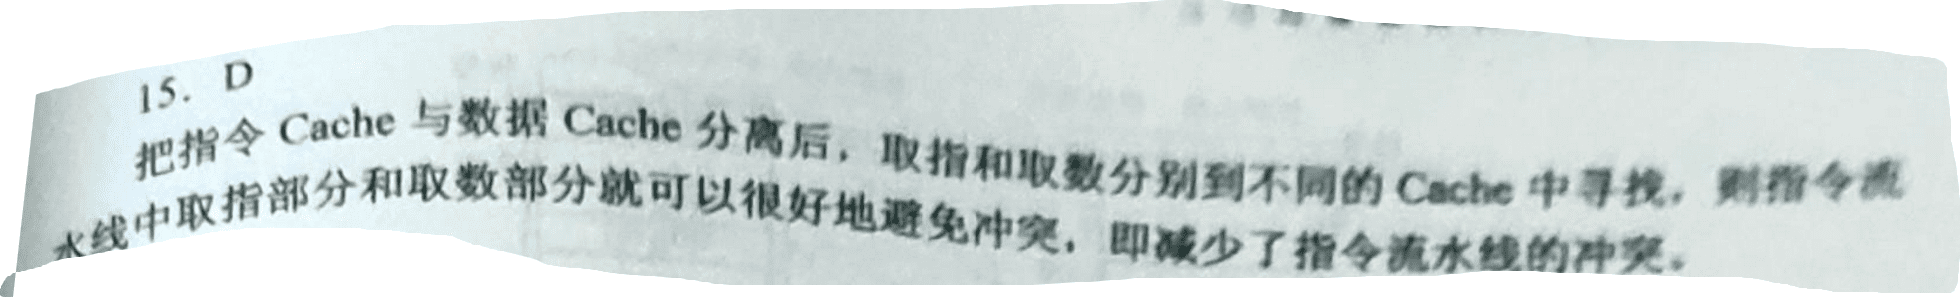 15. D
把指令 Cache 与数据 Cache 分离后，取指和取数分别到不同的 Cache 中寻找，则指令流
水线中取指部分和取数部分就可以很好地避免冲突，即减少了指令流水线的冲突。